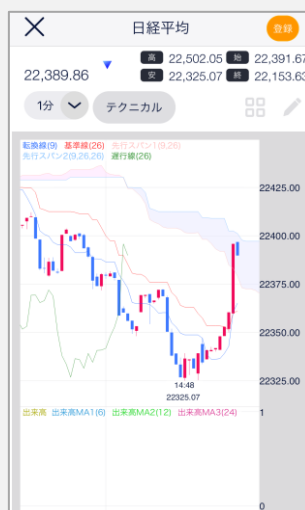 日経平均
登録
22,389.86
高 22,502.05 始 22,391.67
安 22,325.07 終 22,153.63
1分 テクニカル
転換線(9) 基準線(26) 先行スパン1(9,26)
先行スパン2(9,26,26) 遅行線(26)
22425.00
22400.00
22375.00
22350.00
22325.00
14:48
22325.07
出来高 出来高MA1(6) 出来高MA2(12) 出来高MA3(24)
1
0